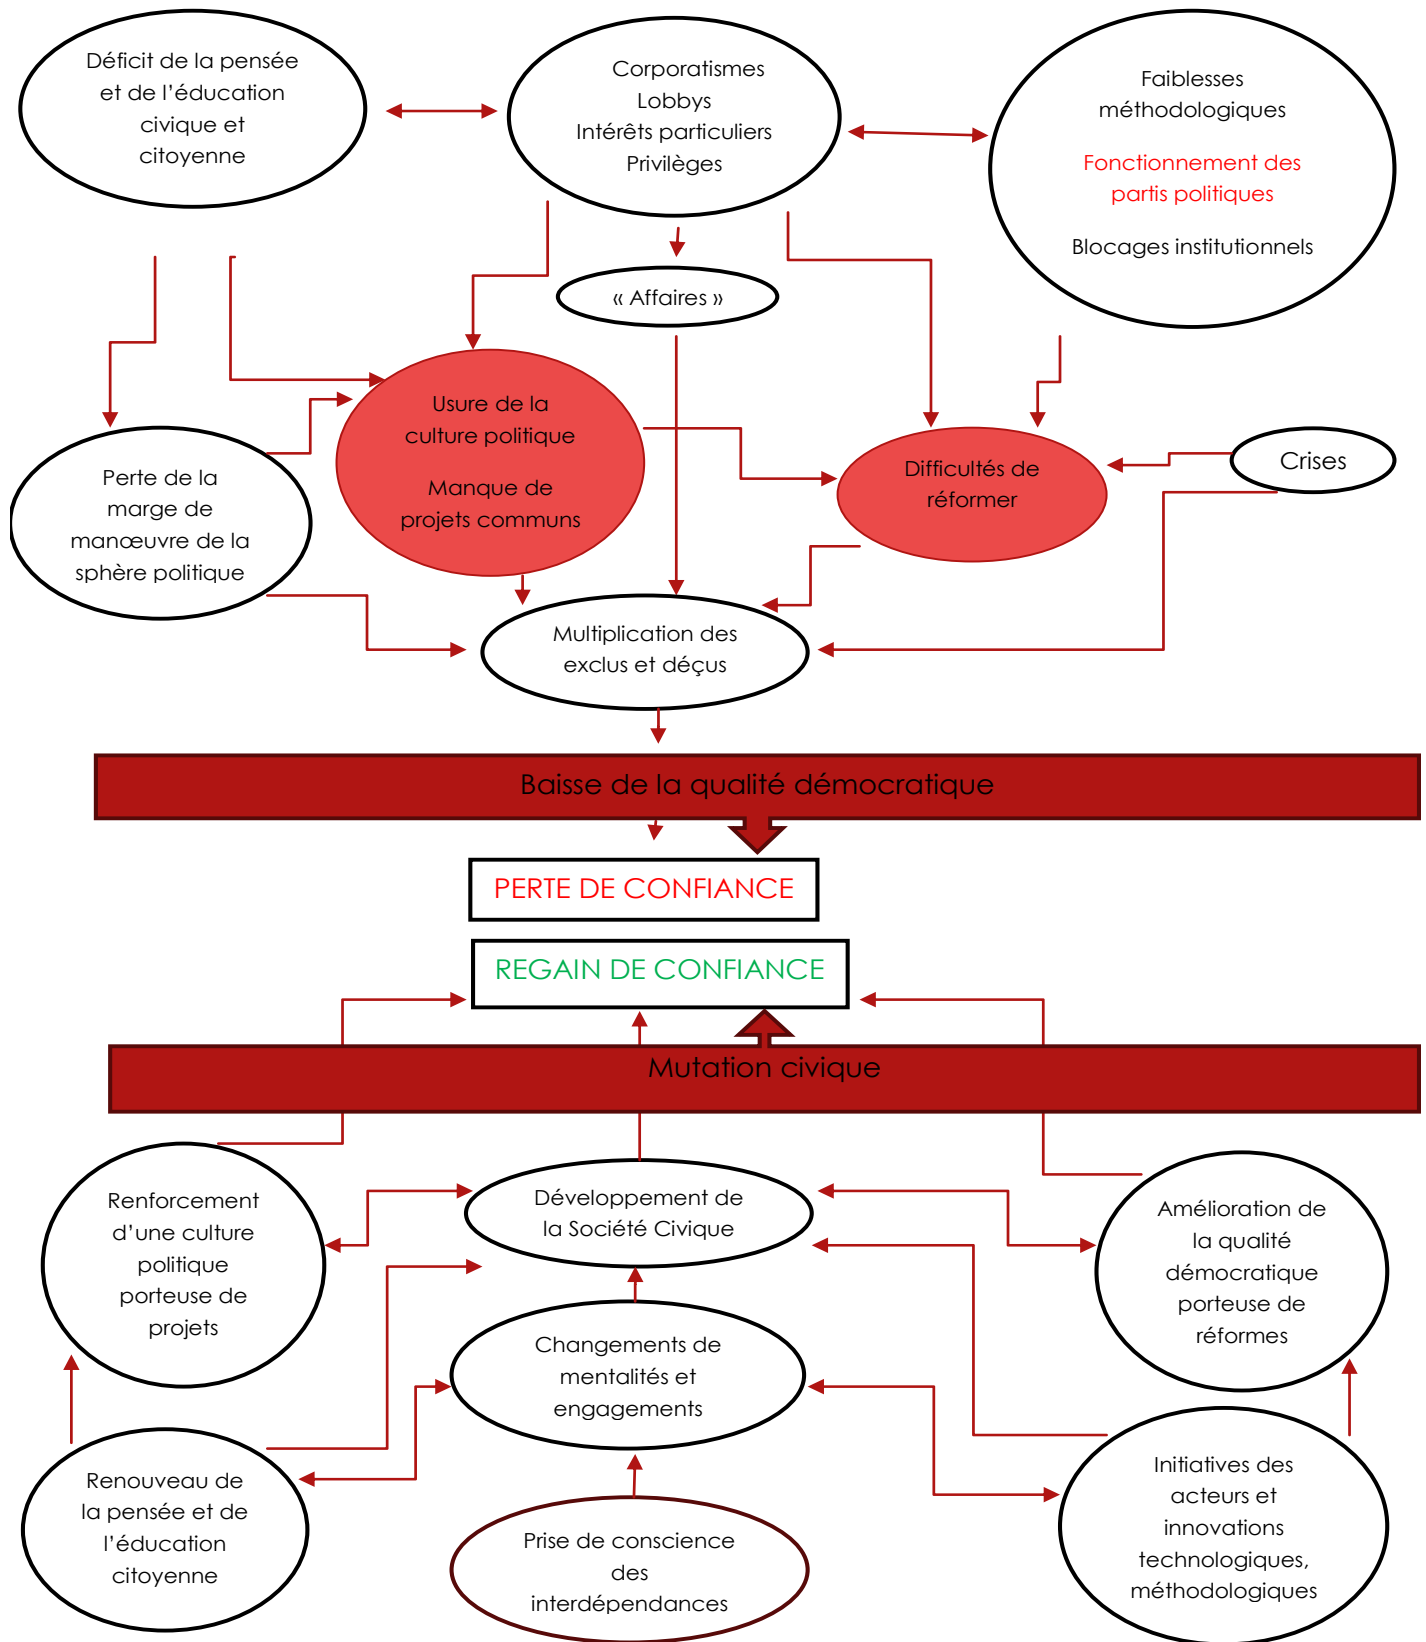 Déficit de la pensée
et de l’éducation
civique et
citoyenne
Corporatismes
Lobbys
Intérêts particuliers
Privilèges
Faiblesses
méthodologiques
Fonctionnement des
partis politiques
Blocages institutionnels
« Affaires »
Usure de la
culture politique
Manque de
projets communs
Perte de la
marge de
manœuvre de la
sphère politique
Difficultés de
réformer
Crises
Multiplication des
exclus et déçus
Baisse de la qualité démocratique
PERTE DE CONFIANCE
REGAIN DE CONFIANCE
Mutation civique
Renforcement
d’une culture
politique
porteuse de
projets
Développement de
la Société Civique
Amélioration de
la qualité
démocratique
porteuse de
réformes
Changements de
mentalités et
engagements
Renouveau de
la pensée et de
l’éducation
citoyenne
Prise de conscience
des
interdépendances
Initiatives des
acteurs et
innovations
technologiques,
méthodologiques